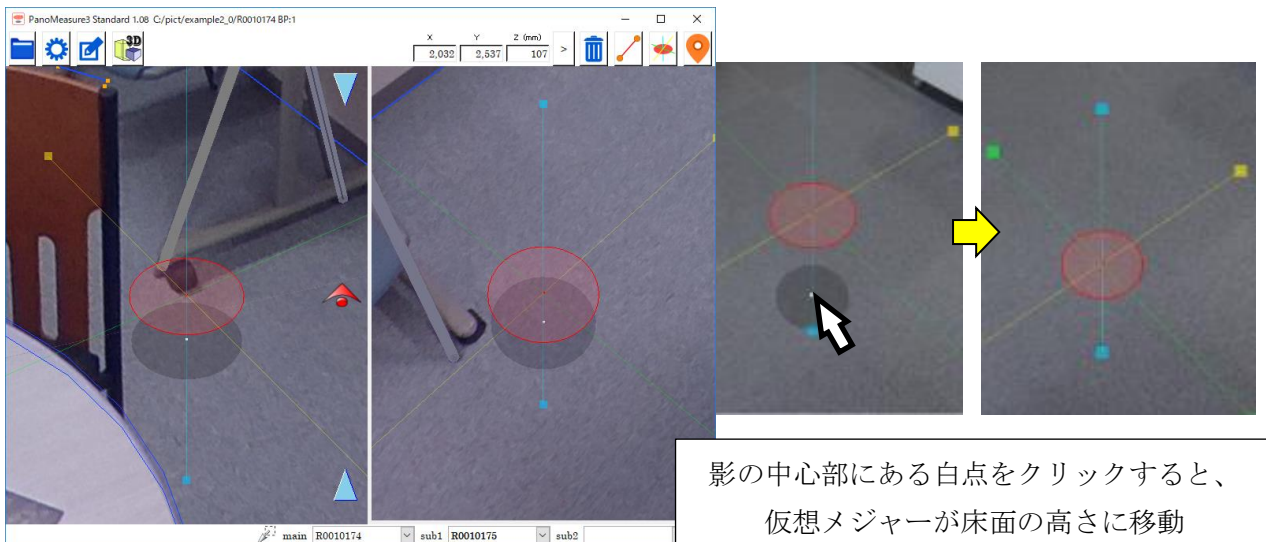 PanoMeasure3 Standard 1.08 C:/pict/example2_0/R0010174 BP:1
X Y Z (mm)
2,032 2,537 107 >
3D
main R0010174 sub1 R0010175 sub2
影の中心部にある白点をクリックすると、
仮想メジャーが床面の高さに移動